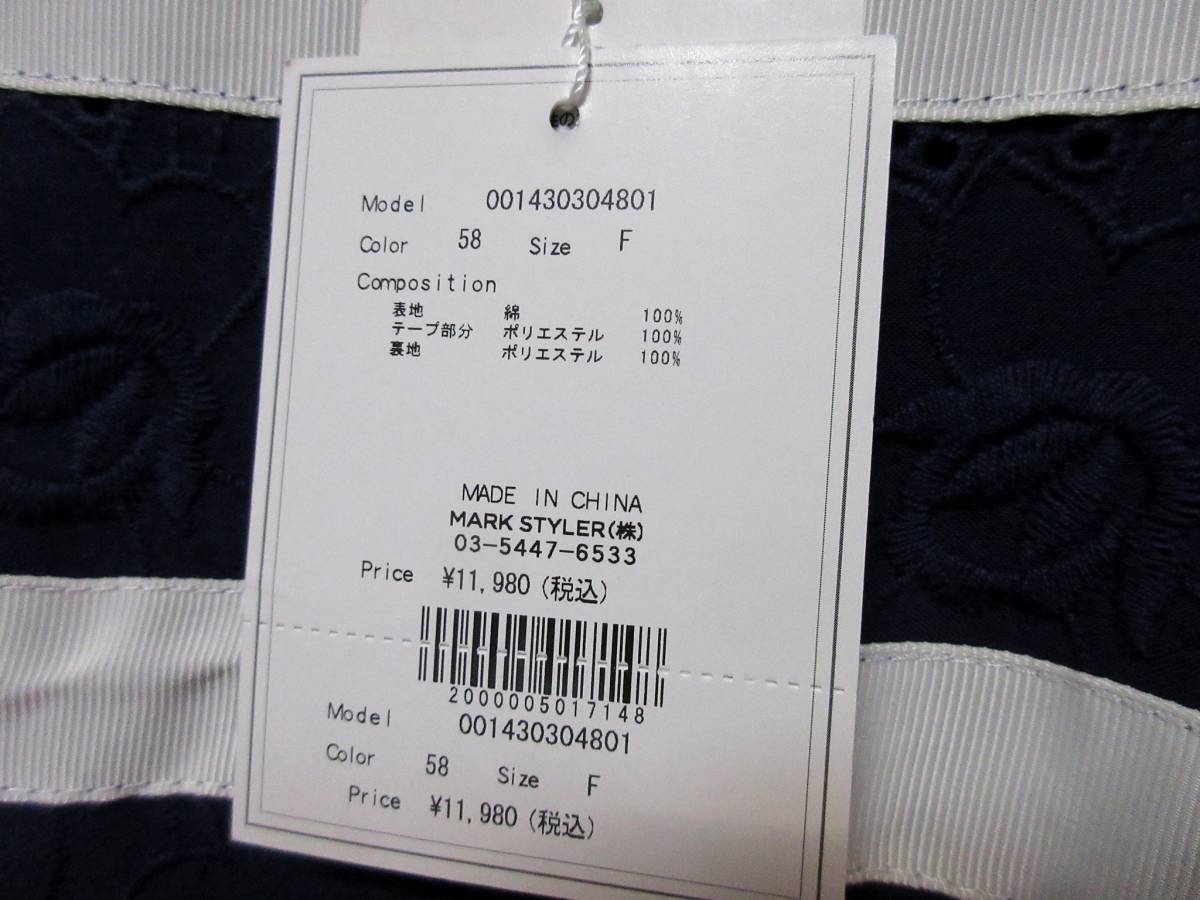 の
Model 001430304801
Color 58 Size F
Composition
表地 綿 100%
テープ部分 ポリエステル 100%
裏地 ポリエステル 100%
MADE IN CHINA
MARK STYLER(株)
03-5447-6533
Price ¥11,980 (税込)
2000005017148
Model 001430304801
Color 58 Size F
Price ¥11,980 (税込)